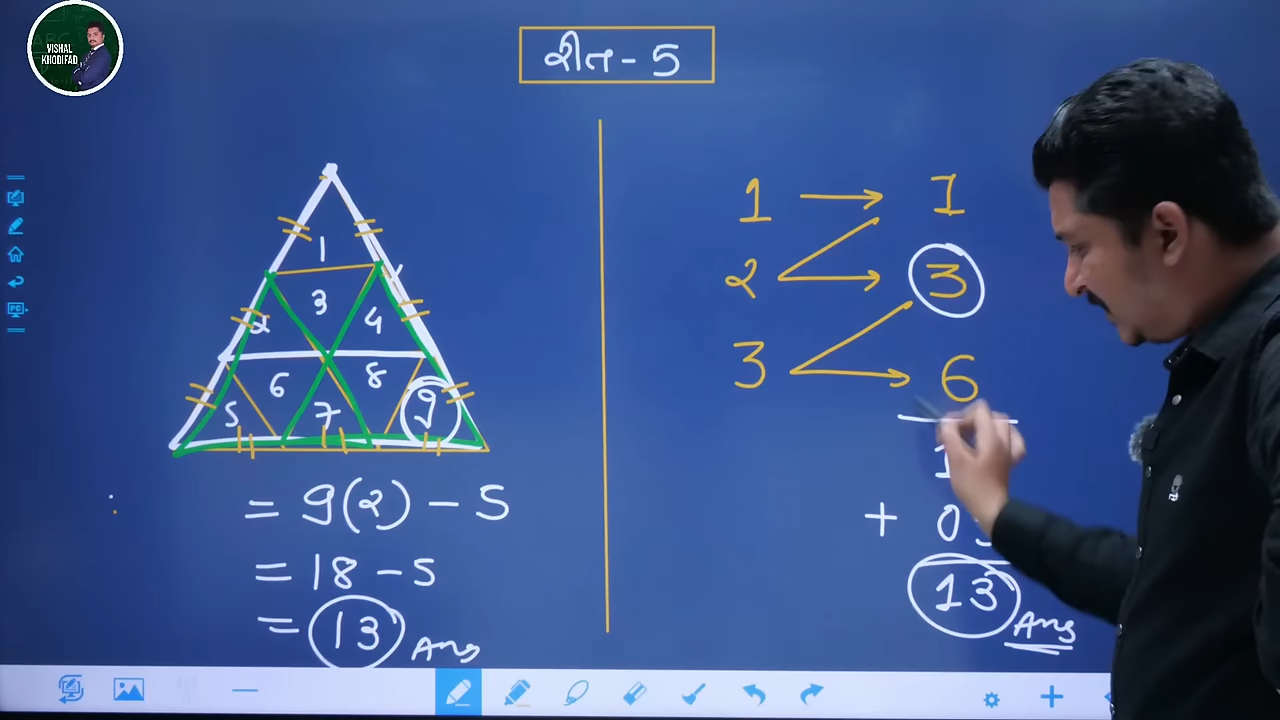 VISHAL
KHODIFAD
રીત - 5
1
2 3 4
5 6 7 8 9
= 9(2) - 5
= 18 - 5
= 13 Ans
1 → 1
2 → 3
3 → 6
+
13
Ans